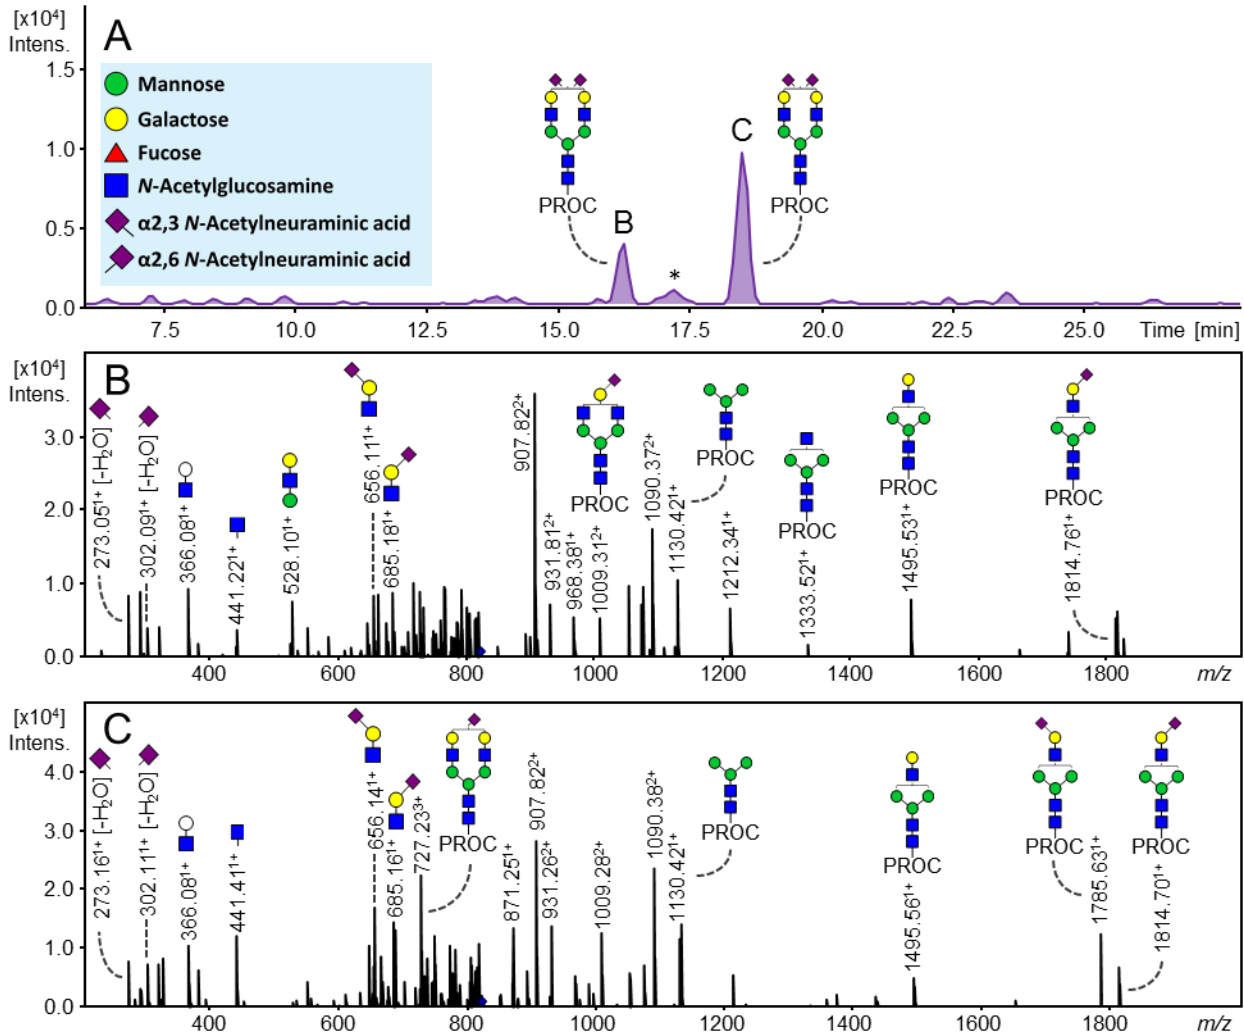 [x10⁴]
Intens.
A
Mannose
Galactose
Fucose
N-Acetylglucosamine
α2,3 N-Acetylneuraminic acid
α2,6 N-Acetylneuraminic acid
1.5
1.0
0.5
0.0
PROC
B
*
C
PROC
7.5 10.0 12.5 15.0 17.5 20.0 22.5 25.0 Time [min]
[x10⁴]
Intens.
B
3.0
2.0
1.0
0.0
273.05¹⁺ [-H₂O]
302.09¹⁺ [-H₂O]
366.08¹⁺
441.22¹⁺
528.10¹⁺
656.11¹⁺
685.18¹⁺
907.82²⁺
931.81²⁺
968.38¹⁺
1009.31²⁺
PROC
1090.37²⁺
1130.42¹⁺
PROC
1212.34¹⁺
1333.52¹⁺
PROC
1495.53¹⁺
PROC
1814.76¹⁺
PROC
400 600 800 1000 1200 1400 1600 1800 m/z
[x10⁴]
Intens.
C
4.0
3.0
2.0
1.0
0.0
273.16¹⁺ [-H₂O]
302.11¹⁺ [-H₂O]
366.08¹⁺
441.41¹⁺
656.14¹⁺
685.16¹⁺
727.23³⁺
PROC
871.25¹⁺
907.82²⁺
931.26²⁺
1009.28²⁺
1090.38²⁺
1130.42¹⁺
PROC
1495.56¹⁺
PROC
1785.63¹⁺
PROC
1814.70¹⁺
PROC
400 600 800 1000 1200 1400 1600 1800 m/z